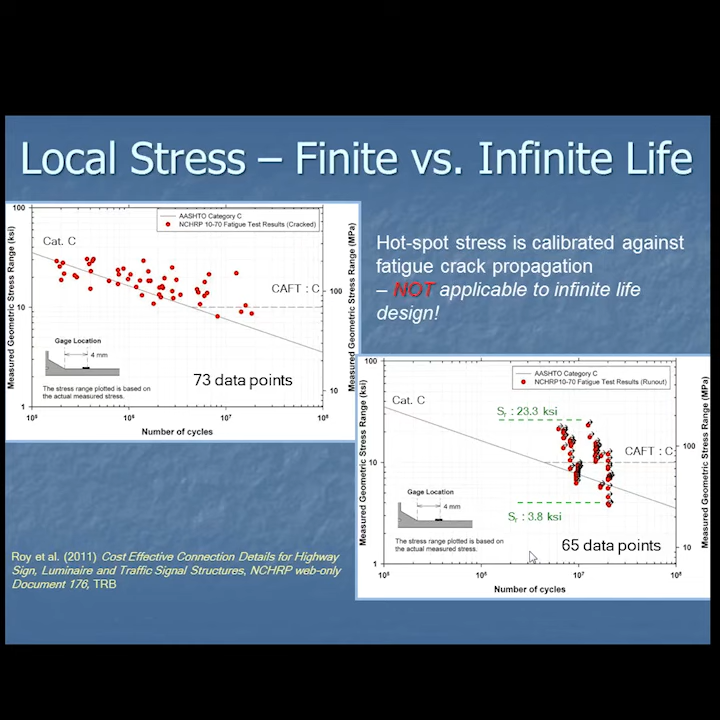 Local Stress – Finite vs. Infinite Life
Measured Geometric Stress Range (ksi)
100
10
1
Cat. C
AASHTO Category C
NCHRP 10-70 Fatigue Test Results (Cracked)
CAFT : C
Gage Location
4 mm
The stress range plotted is based on
the actual measured stress.
73 data points
10⁵
10⁶
10⁷
10⁸
Number of cycles
100
10
Measured Geometric Stress Range (MPa)
Hot-spot stress is calibrated against
fatigue crack propagation
– NOT applicable to infinite life
design!
Measured Geometric Stress Range (ksi)
100
10
1
Cat. C
AASHTO Category C
NCHRP10-70 Fatigue Test Results (Runout)
Sr : 23.3 ksi
CAFT : C
Gage Location
4 mm
Sr : 3.8 ksi
The stress range plotted is based on
the actual measured stress.
65 data points
10⁵
10⁶
10⁷
10⁸
Number of cycles
100
10
Measured Geometric Stress Range (MPa)
Roy et al. (2011) Cost Effective Connection Details for Highway
Sign, Luminaire and Traffic Signal Structures, NCHRP web-only
Document 176, TRB